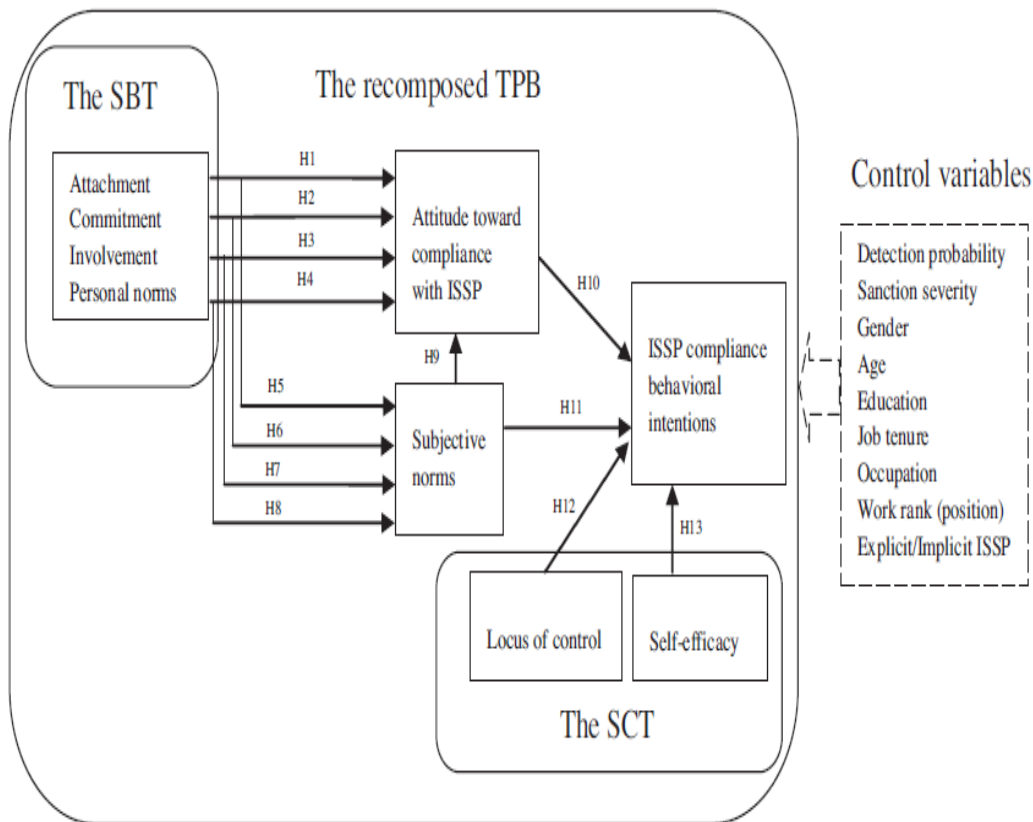 The SBT
The recomposed TPB
Attachment
Commitment
Involvement
Personal norms
H1
H2
H3
H4
Attitude toward
compliance
with ISSP
H10
H9
H5
H6
H7
H8
Subjective
norms
H11
ISSP compliance
behavioral
intentions
H12
H13
Locus of control
Self-efficacy
The SCT
Control variables
Detection probability
Sanction severity
Gender
Age
Education
Job tenure
Occupation
Work rank (position)
Explicit/Implicit ISSP